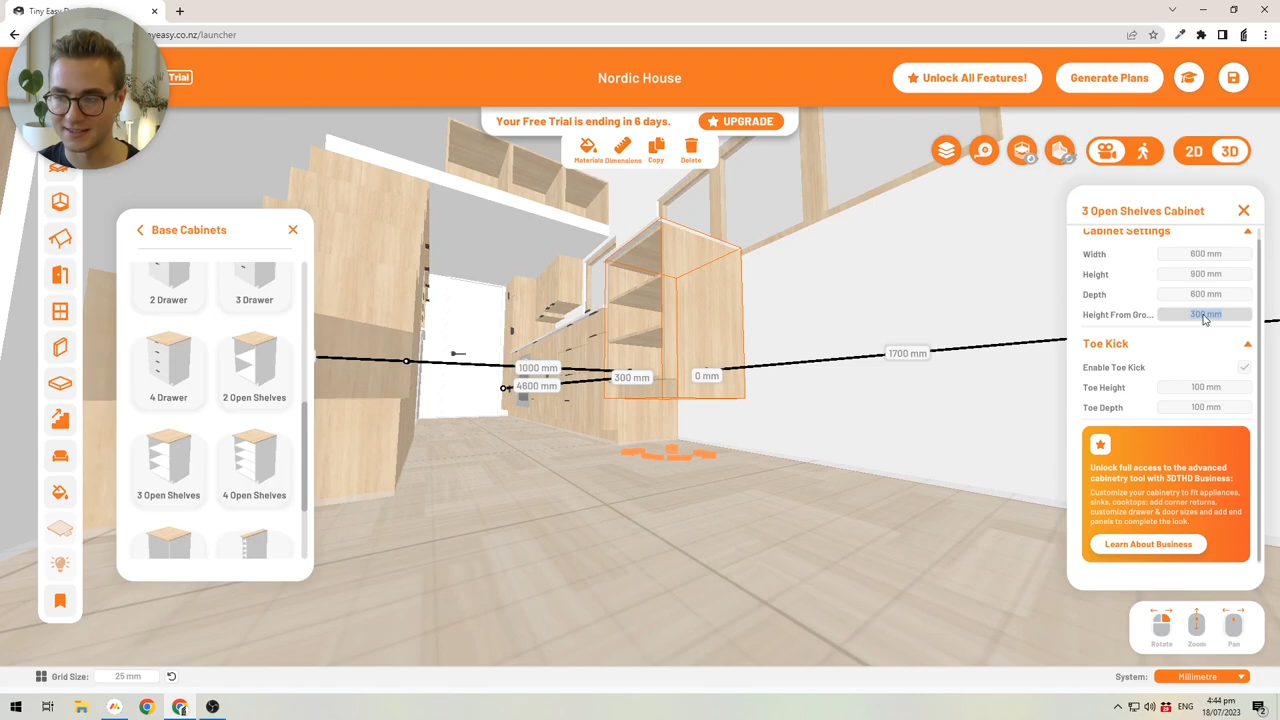 Tiny Easy
yeasy.co.nz/launcher
Trial
Nordic House
Unlock All Features!
Generate Plans
Your Free Trial is ending in 6 days.
UPGRADE
Materials
Dimensions
Copy
Delete
2D
3D
Base Cabinets
2 Drawer
3 Drawer
4 Drawer
2 Open Shelves
3 Open Shelves
4 Open Shelves
1000 mm
4600 mm
300 mm
0 mm
1700 mm
3 Open Shelves Cabinet
Cabinet Settings
Width
600 mm
Height
900 mm
Depth
600 mm
Height From Gro...
300 mm
Toe Kick
Enable Toe Kick
Toe Height
100 mm
Toe Depth
100 mm
Unlock full access to the advanced
cabinetry tool with 3DTHD Business:
Customize your cabinetry to fit appliances,
sinks, cooktops; add corner returns,
customize drawer & door sizes and add end
panels to complete the look.
Learn About Business
Rotate
Zoom
Pan
Grid Size:
25 mm
System:
Millimetre
ENG
4:44 pm
18/07/2023
2